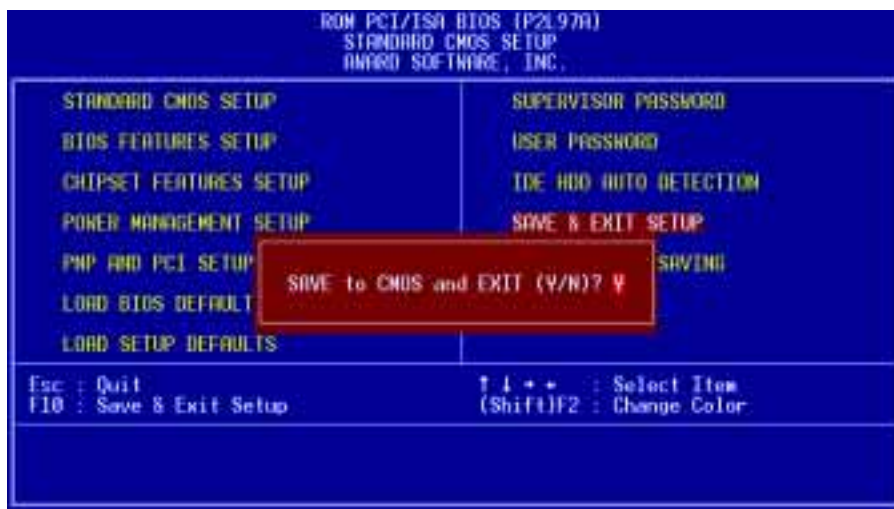 ROM PCI/ISA BIOS (P2L97A)
STANDARD CMOS SETUP
AWARD SOFTWARE, INC.
STANDARD CMOS SETUP
BIOS FEATURES SETUP
CHIPSET FEATURES SETUP
POWER MANAGEMENT SETUP
PNP AND PCI SETUP
LOAD BIOS DEFAULT
LOAD SETUP DEFAULTS
SUPERVISOR PASSWORD
USER PASSWORD
IDE HDD AUTO DETECTION
SAVE & EXIT SETUP
SAVING
SAVE to CMOS and EXIT (Y/N)? Y
Esc : Quit
F10 : Save & Exit Setup
↑ ↓ → ← : Select Item
(Shift)F2 : Change Color